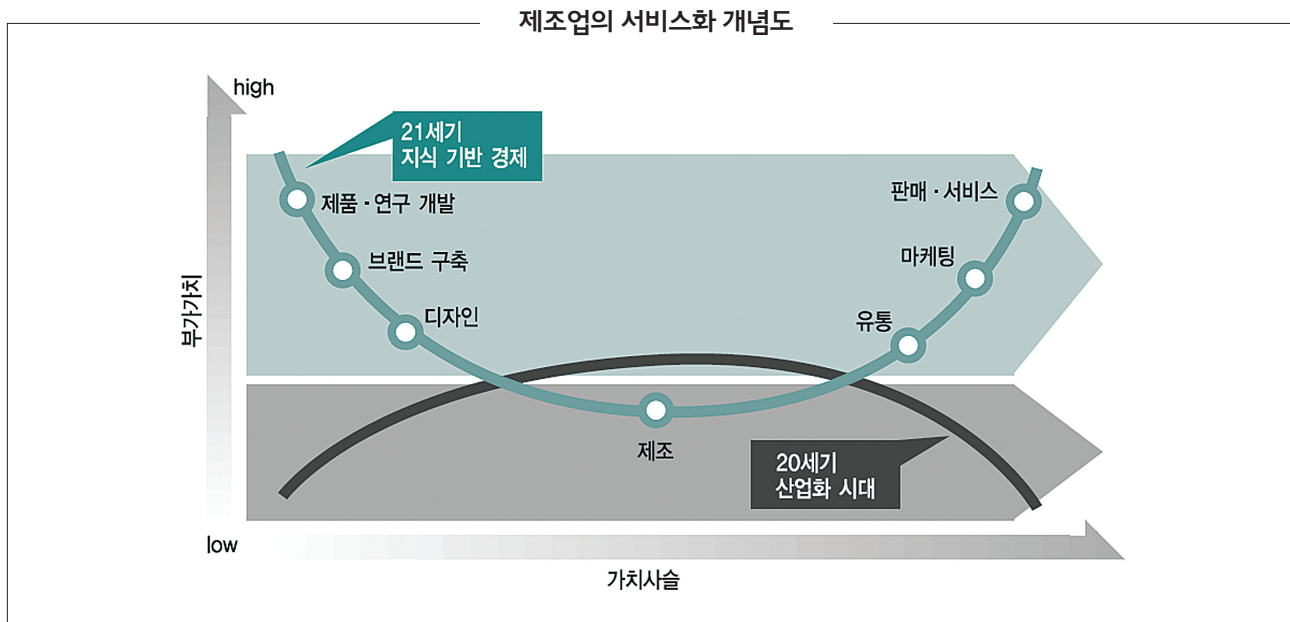 제조업의 서비스화 개념도
high
21세기
지식 기반 경제
제품·연구 개발
판매·서비스
브랜드 구축
마케팅
디자인
유통
부가가치
제조
20세기
산업화 시대
low
가치사슬